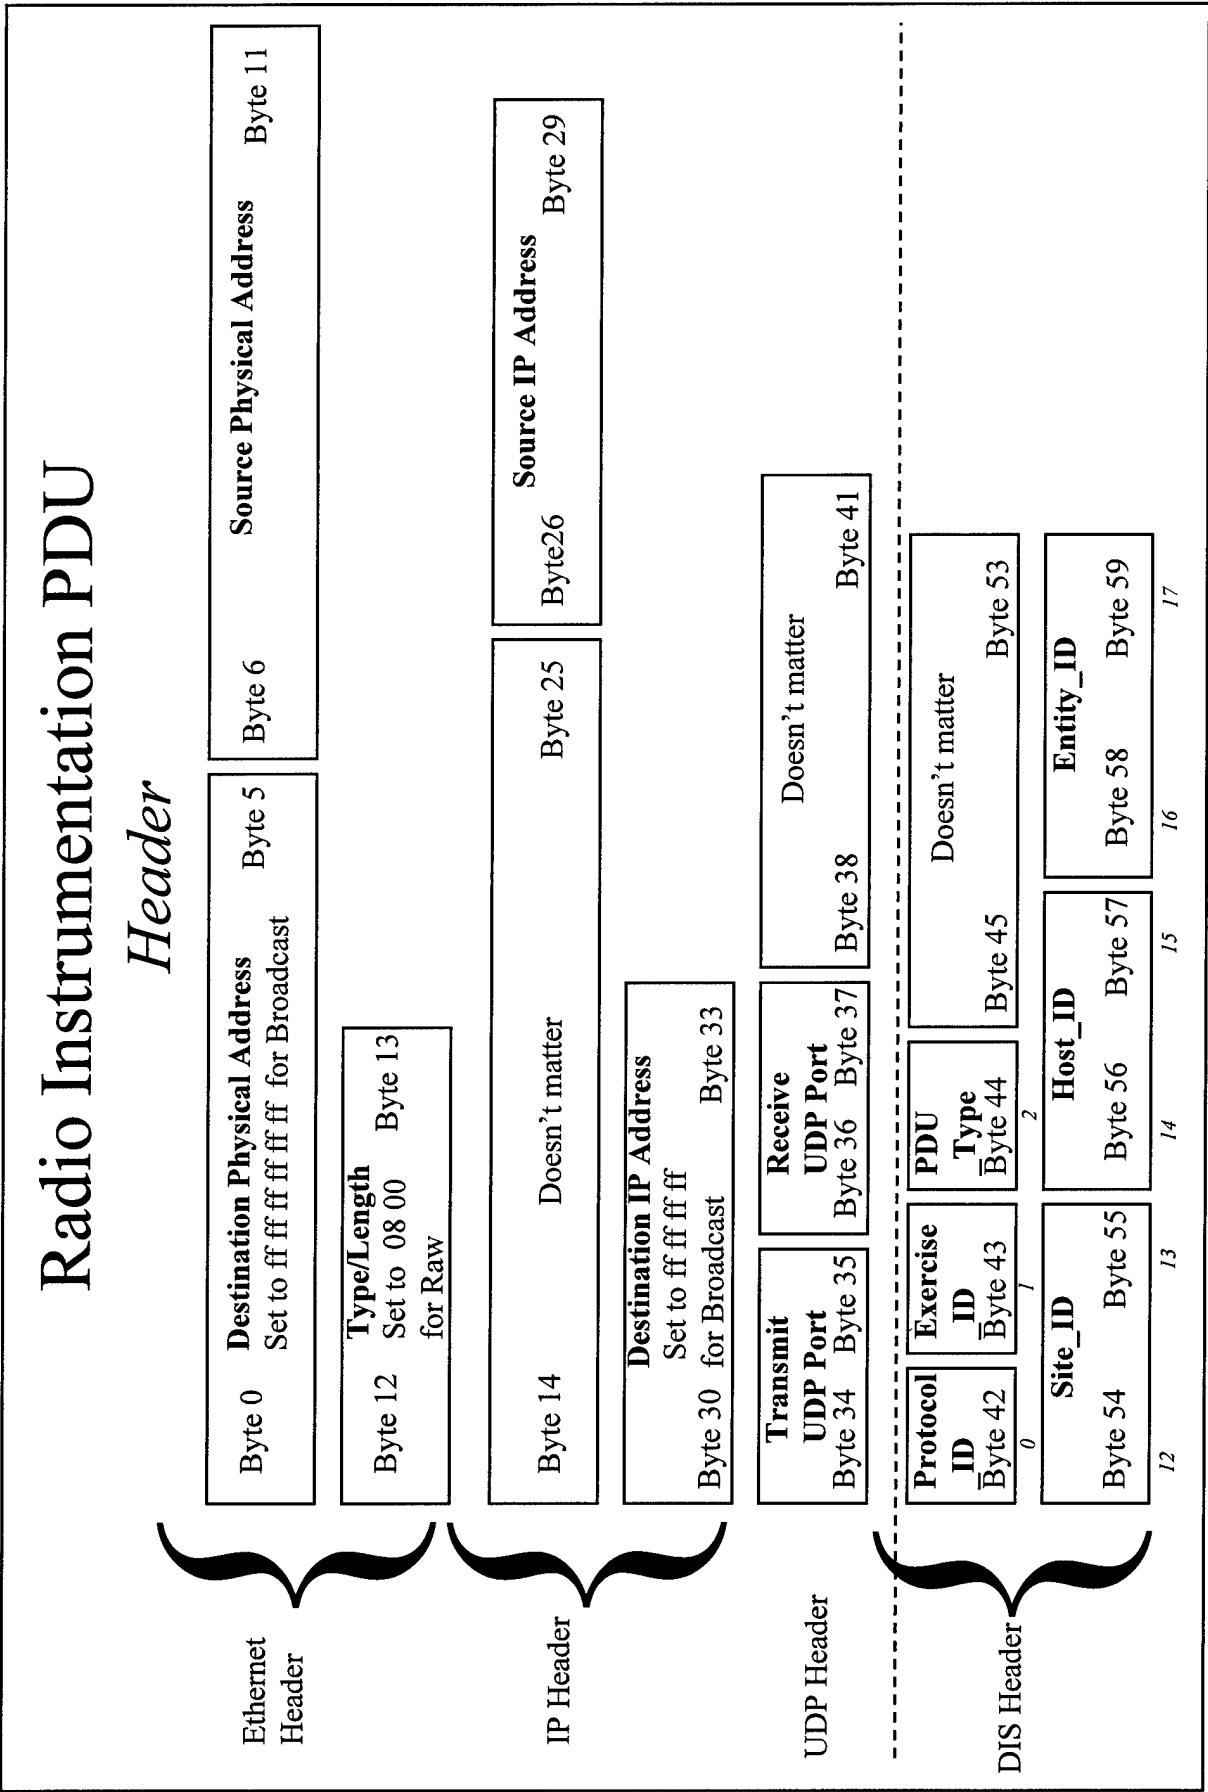 Radio Instrumentation PDU
Header
Ethernet
Header
Byte 0
Destination Physical Address
Set to ff ff ff ff ff ff for Broadcast
Byte 5
Byte 6
Source Physical Address
Byte 11
Byte 12
Type/Length
Set to 08 00
for Raw
Byte 13
IP Header
Byte 14
Doesn't matter
Byte 25
Byte26
Source IP Address
Byte 29
Destination IP Address
Set to ff ff ff ff
Byte 30 for Broadcast
Byte 33
UDP Header
Transmit
UDP Port
Byte 34 Byte 35
Receive
UDP Port
Byte 36 Byte 37
Doesn't matter
Byte 38
Byte 41
DIS Header
Protocol
_ID
Byte 42
0
Exercise
_ID
Byte 43
1
PDU
_Type
Byte 44
2
Doesn't matter
Byte 45
Byte 53
Site_ID
Byte 54 Byte 55
12 13
Host_ID
Byte 56 Byte 57
14 15
Entity_ID
Byte 58 Byte 59
16 17